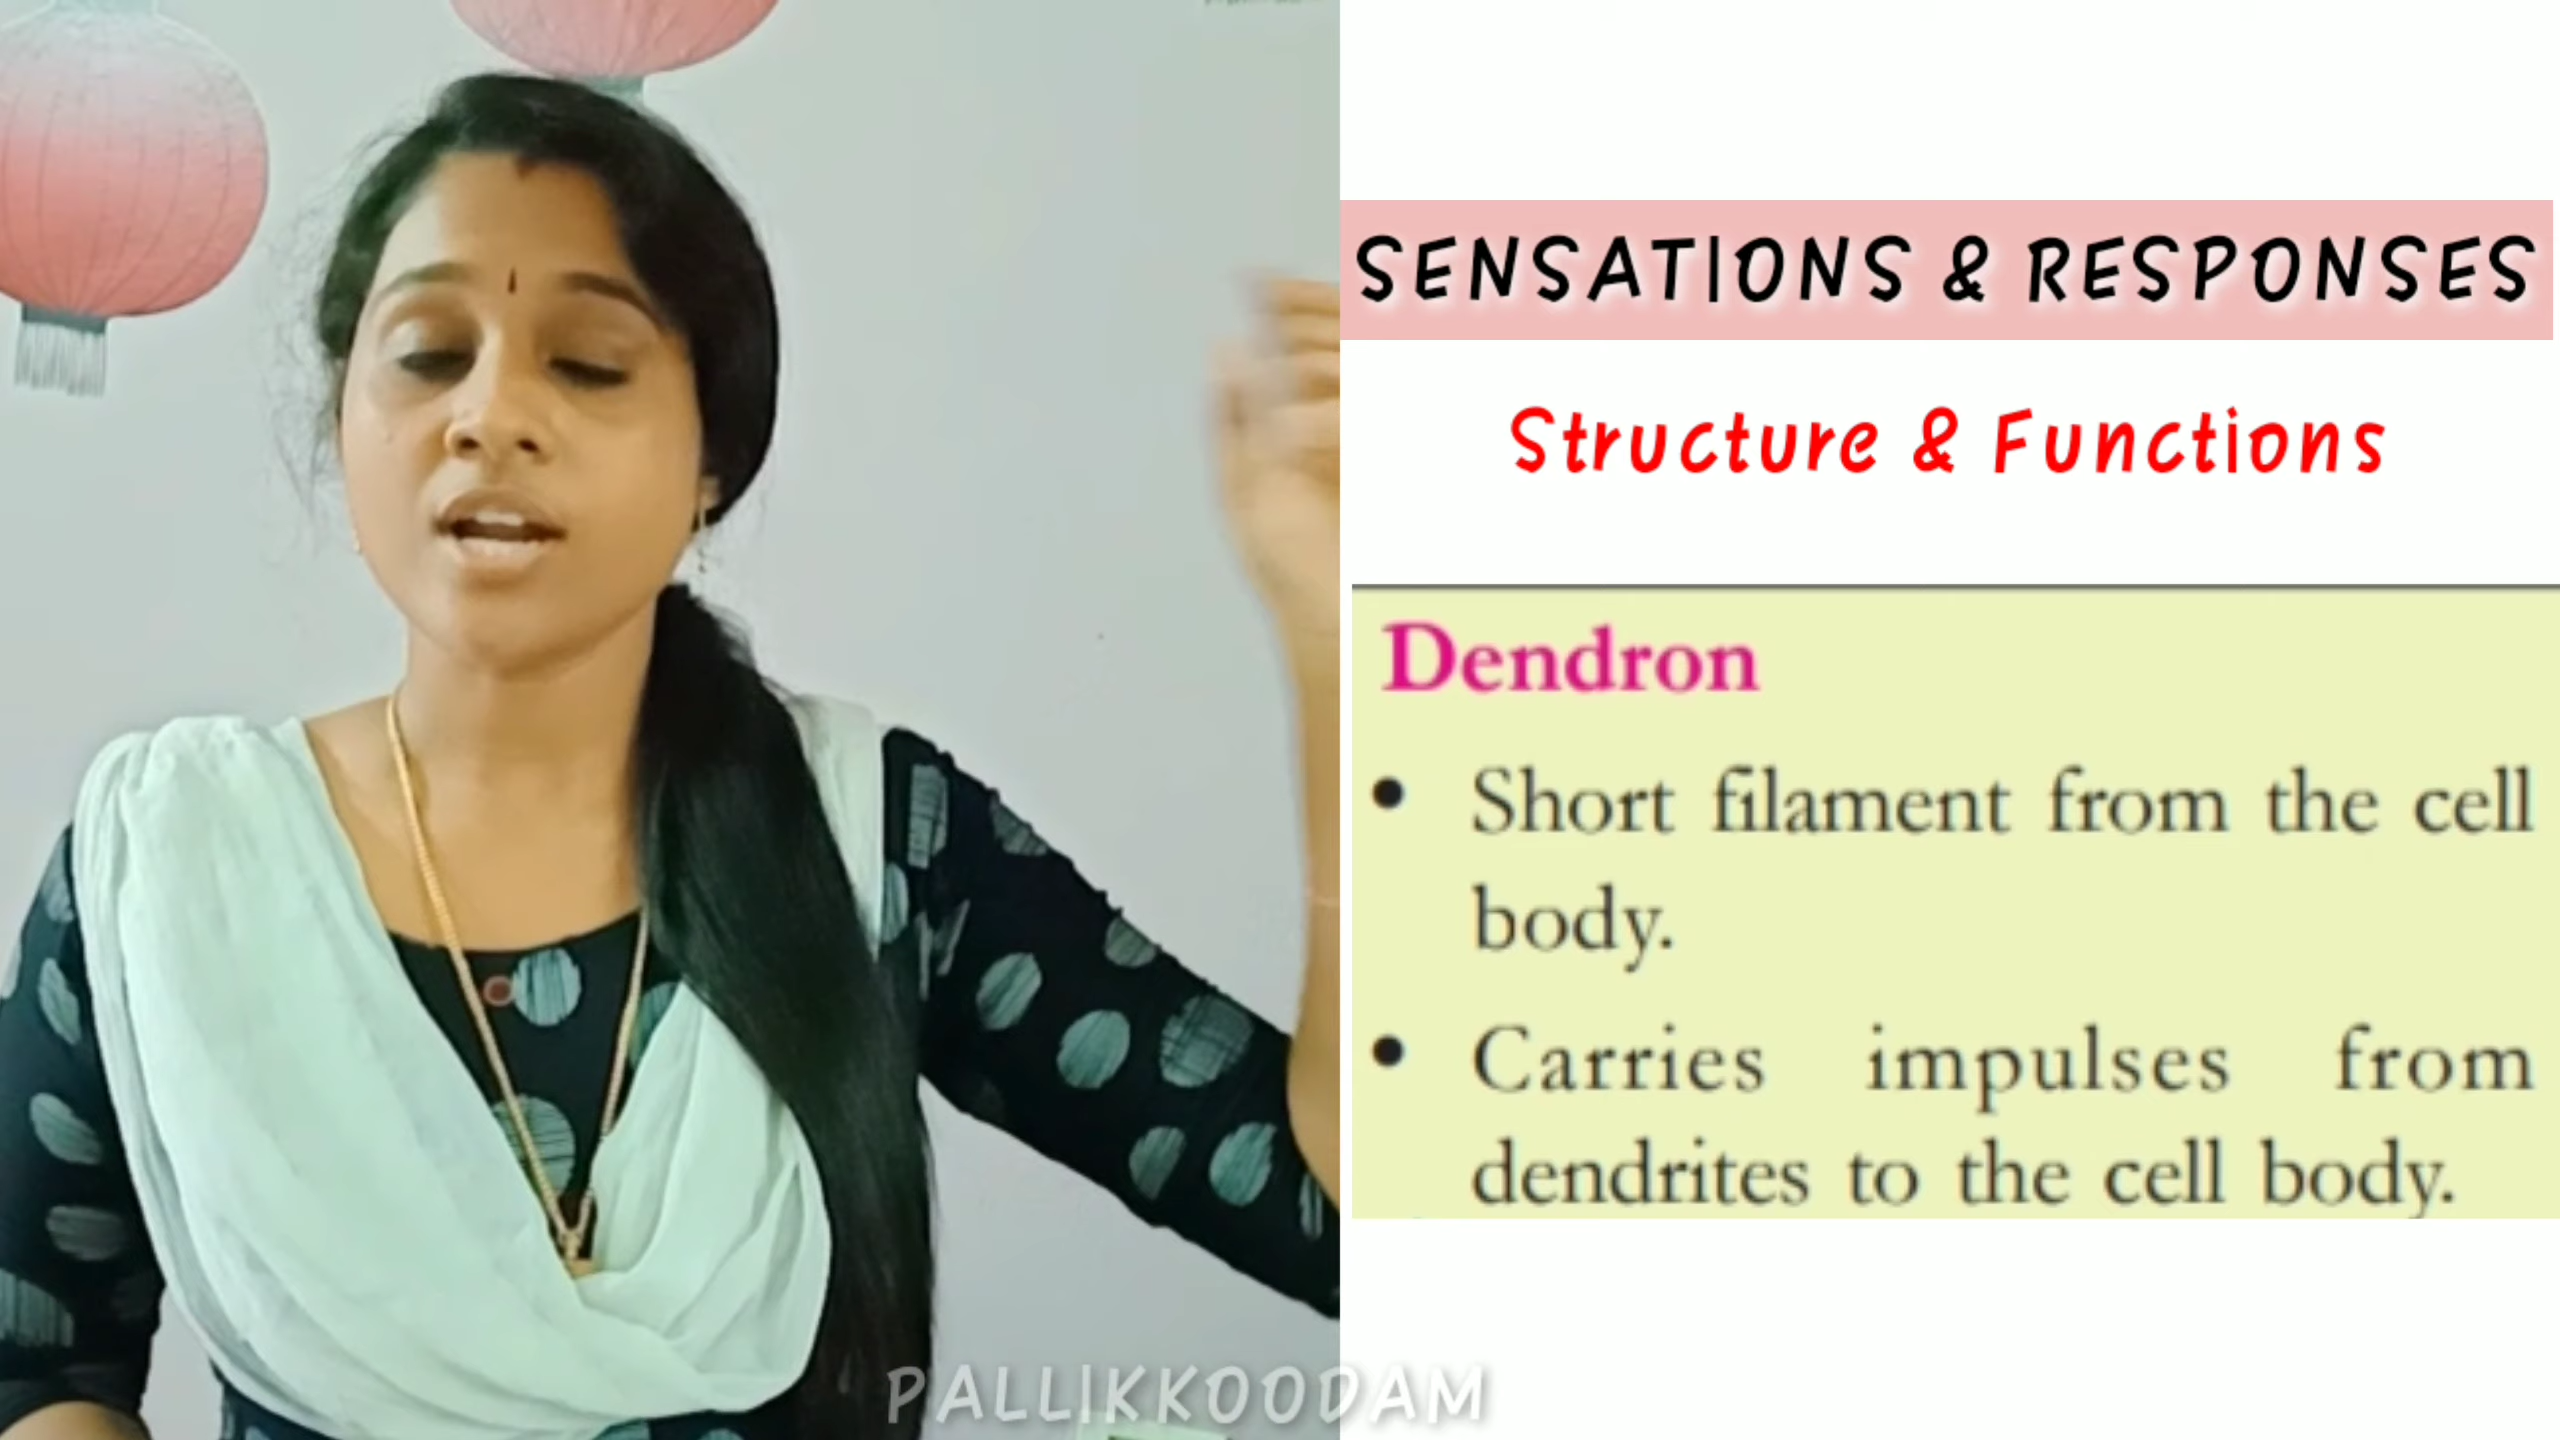 SENSATIONS & RESPONSES
Structure & Functions
Dendron
• Short filament from the cell
body.
• Carries impulses from
dendrites to the cell body.
PALLIKKOODAM